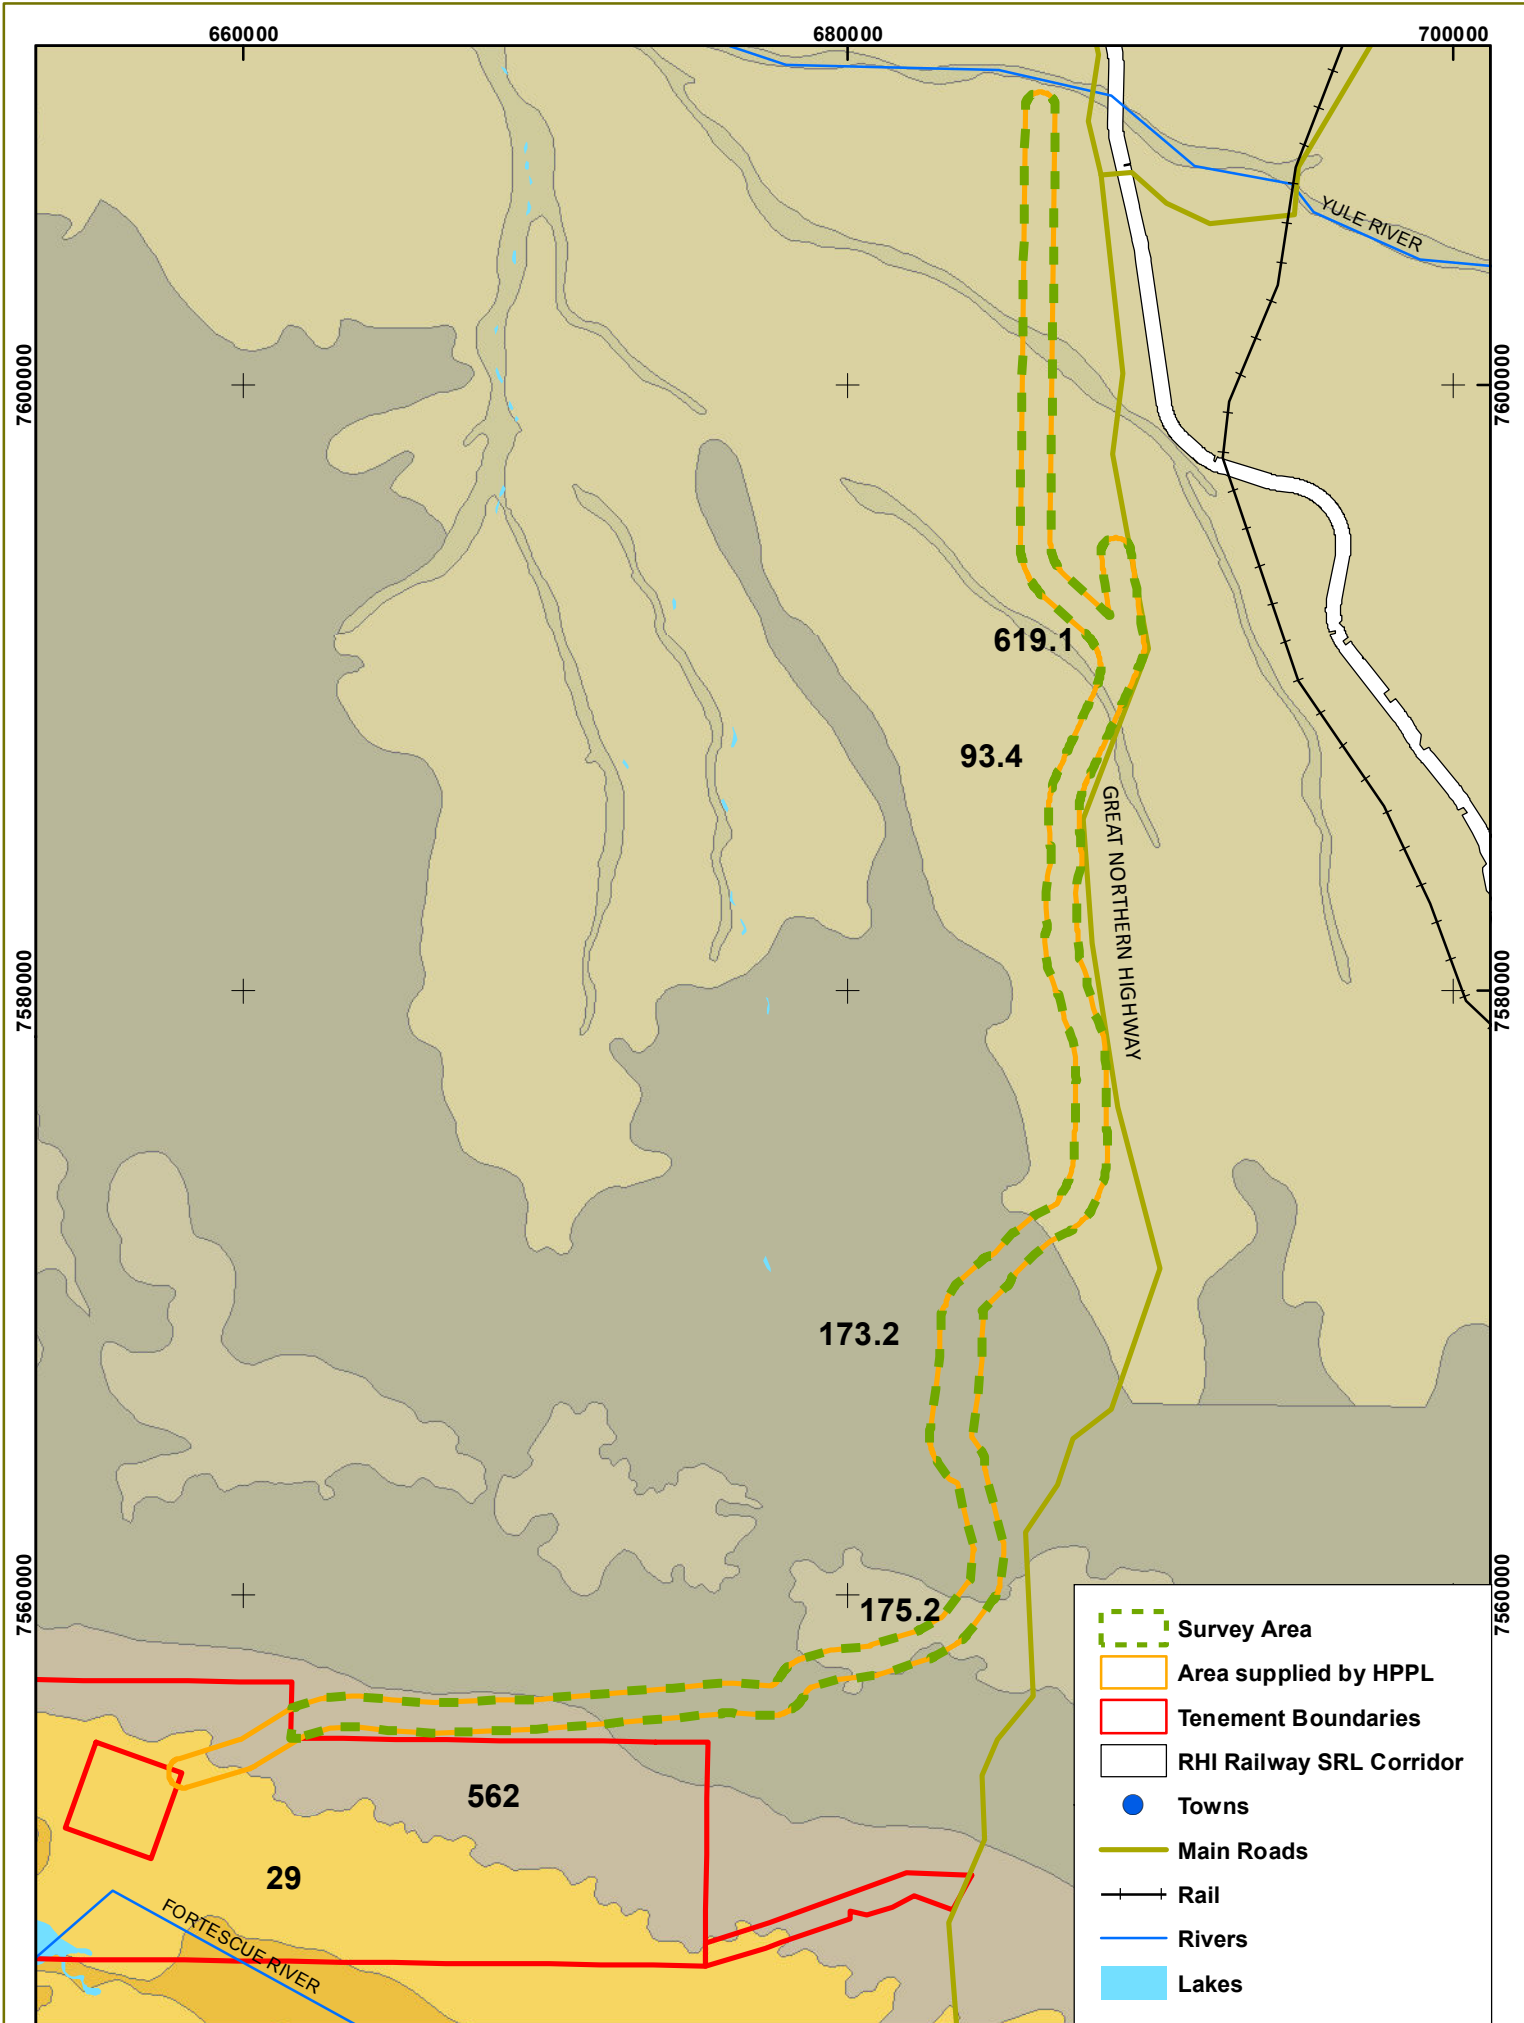 660000 680000 700000
YULE RIVER
7600000 7600000
619.1
93.4
GREAT NORTHERN HIGHWAY
7580000 7580000
173.2
7560000 7560000
175.2
562
29
FORTESCUE RIVER
Survey Area
Area supplied by HPPL
Tenement Boundaries
RHI Railway SRL Corridor
Towns
Main Roads
Rail
Rivers
Lakes